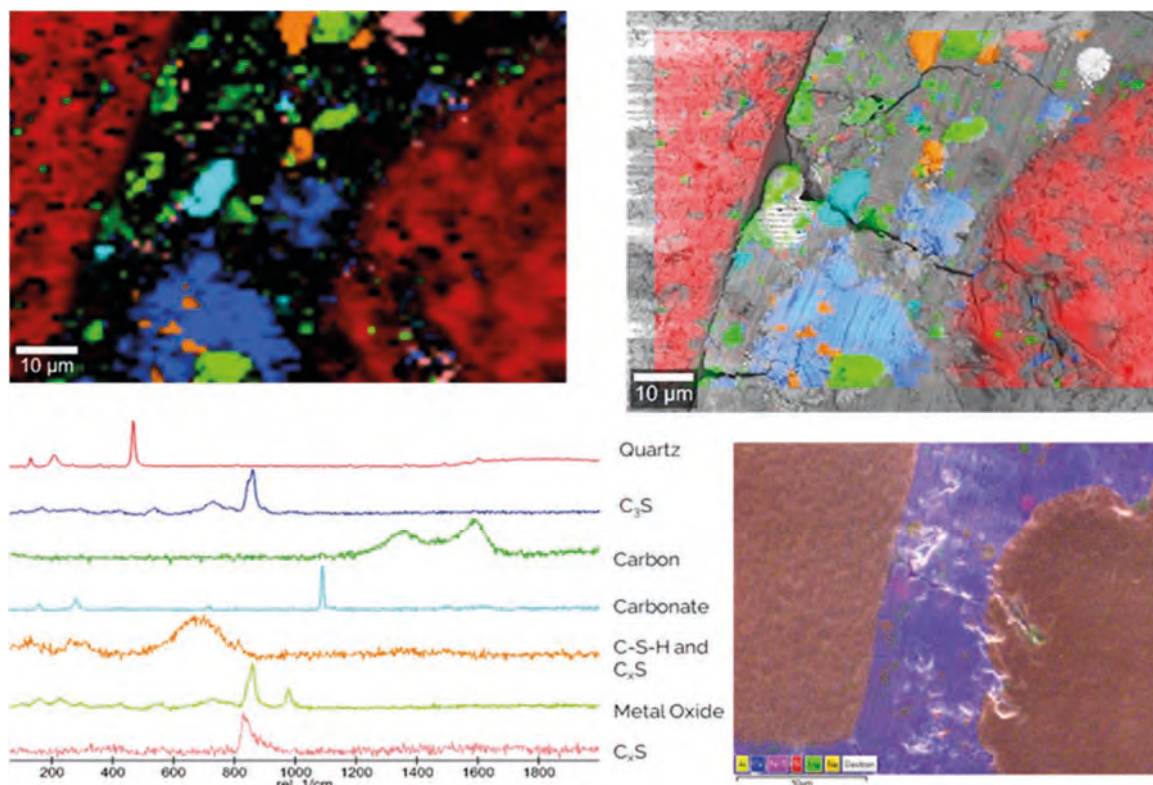 10 µm
10 µm
Quartz
C₃S
Carbon
Carbonate
C-S-H and
CₓS
Metal Oxide
CₓS
200 400 600 800 1000 1200 1400 1600 1800
rel. 1/cm
Electron